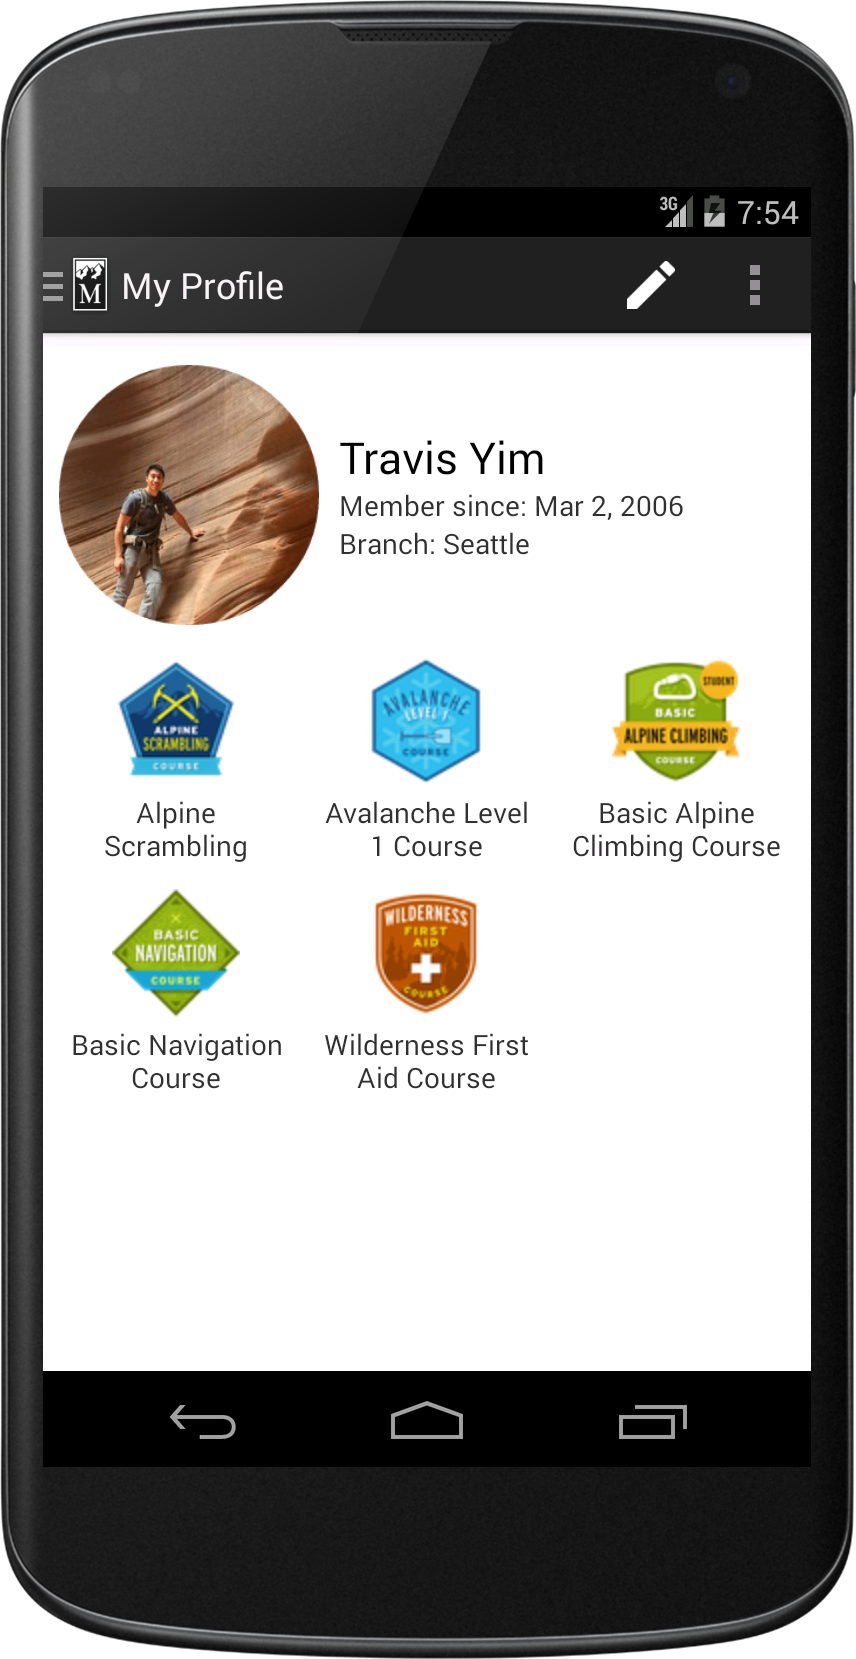 3G 7:54
M My Profile
Travis Yim
Member since: Mar 2, 2006
Branch: Seattle
ALPINE
SCRAMBLING
COURSE
AVALANCHE
LEVEL 1
COURSE
STUDENT
BASIC
ALPINE CLIMBING
COURSE
Alpine
Scrambling
Avalanche Level
1 Course
Basic Alpine
Climbing Course
BASIC
NAVIGATION
COURSE
WILDERNESS
FIRST
AID
COURSE
Basic Navigation
Course
Wilderness First
Aid Course